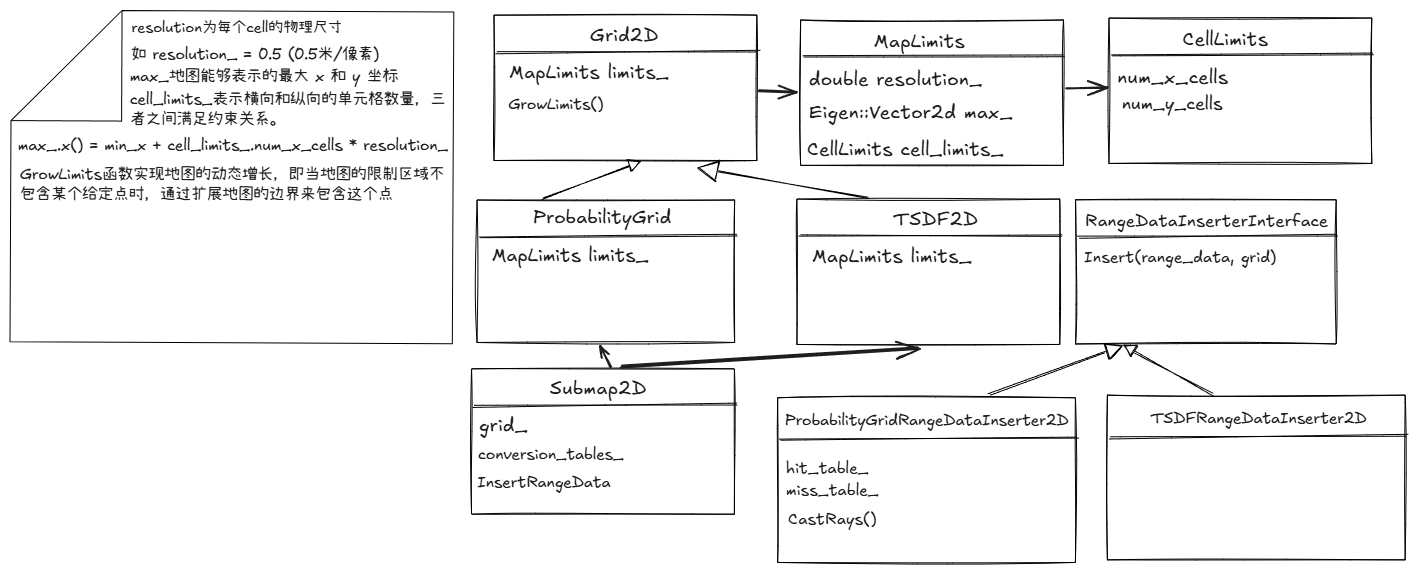 resolution为每个cell的物理尺寸
如 resolution_ = 0.5 (0.5米/像素)
max_地图能够表示的最大 x 和 y 坐标
cell_limits_表示横向和纵向的单元格数量，三
者之间满足约束关系。
max_.x() = min_x + cell_limits_.num_x_cells * resolution_
GrowLimits函数实现地图的动态增长，即当地图的限制区域不
包含某个给定点时，通过扩展地图的边界来包含这个点
Grid2D
MapLimits limits_
GrowLimits()
MapLimits
double resolution_
Eigen::Vector2d max_
CellLimits cell_limits_
CellLimits
num_x_cells
num_y_cells
ProbabilityGrid
MapLimits limits_
TSDF2D
MapLimits limits_
RangeDataInserterInterface
Insert(range_data, grid)
Submap2D
grid_
conversion_tables_
InsertRangeData
ProbabilityGridRangeDataInserter2D
hit_table_
miss_table_
CastRays()
TSDFRangeDataInserter2D